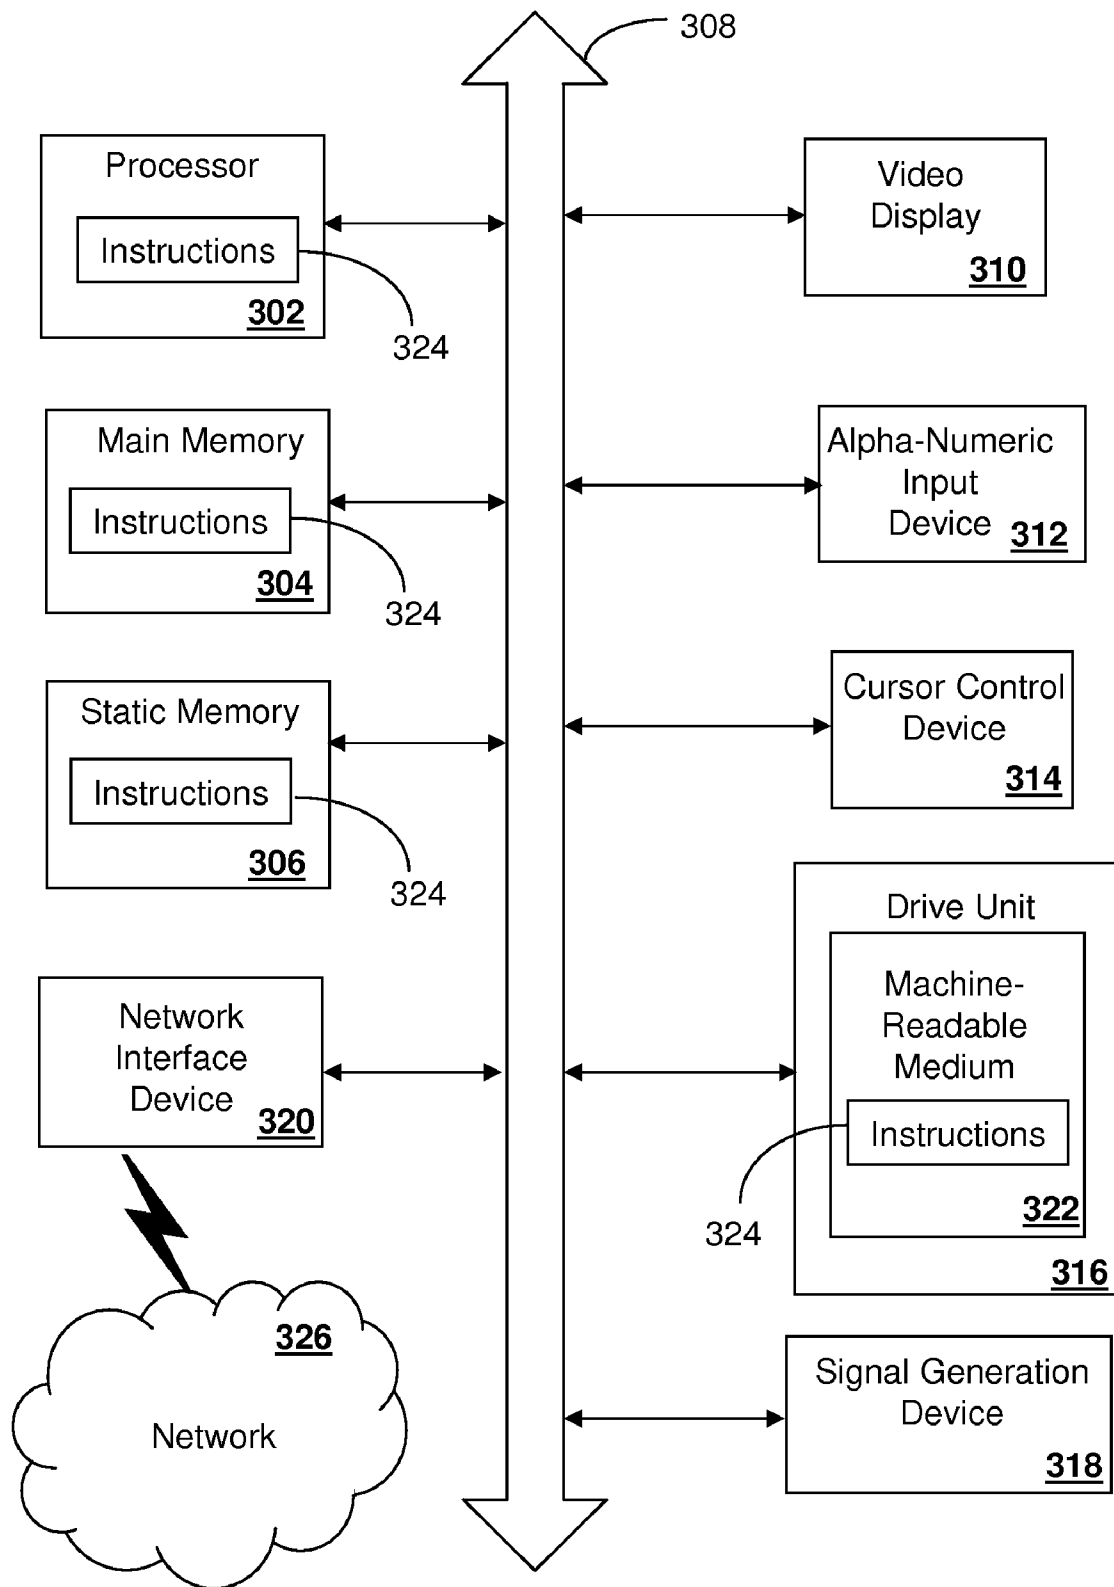 308
Processor
Instructions
302
324
Main Memory
Instructions
304
324
Static Memory
Instructions
306
324
Network
Interface
Device
320
326
Network
Video
Display
310
Alpha-Numeric
Input
Device
312
Cursor Control
Device
314
Drive Unit
Machine-
Readable
Medium
Instructions
322
324
316
Signal Generation
Device
318